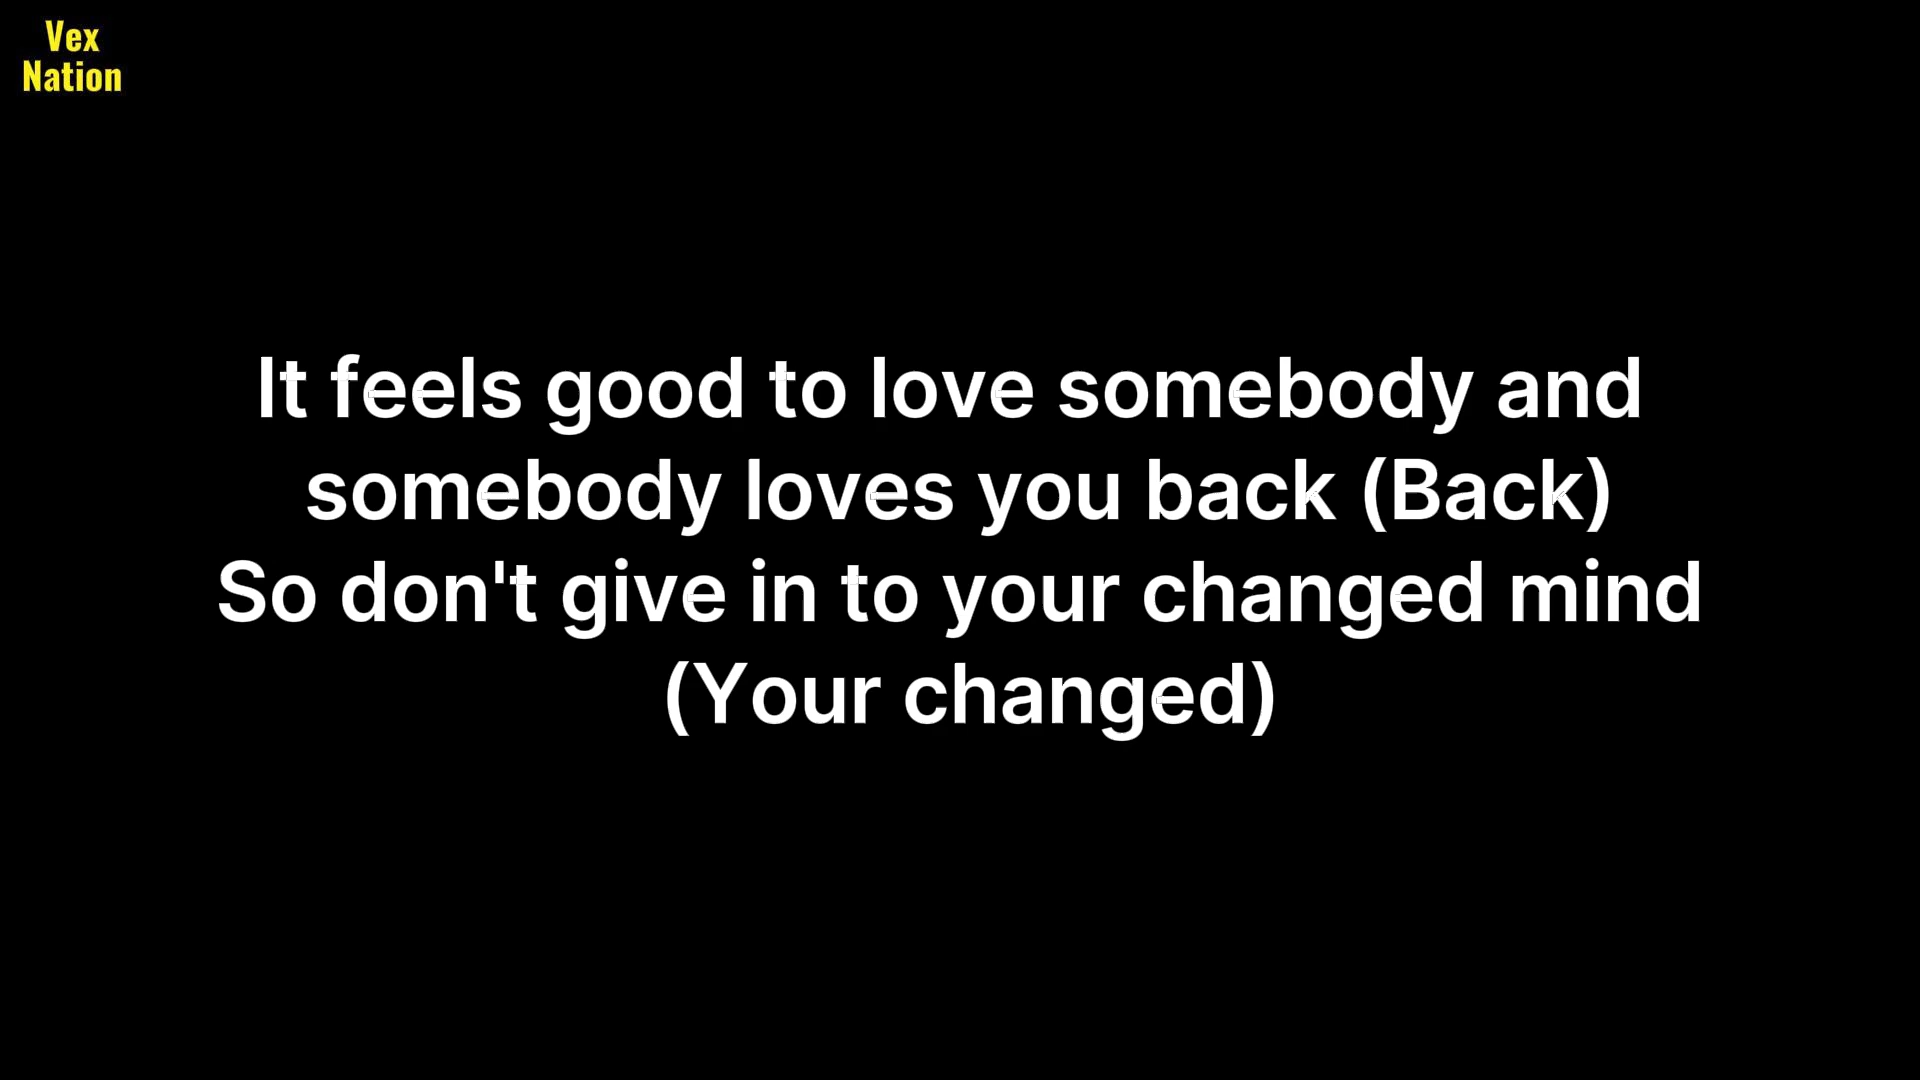 Vex
Nation
It feels good to love somebody and
somebody loves you back (Back)
So don't give in to your changed mind
(Your changed)